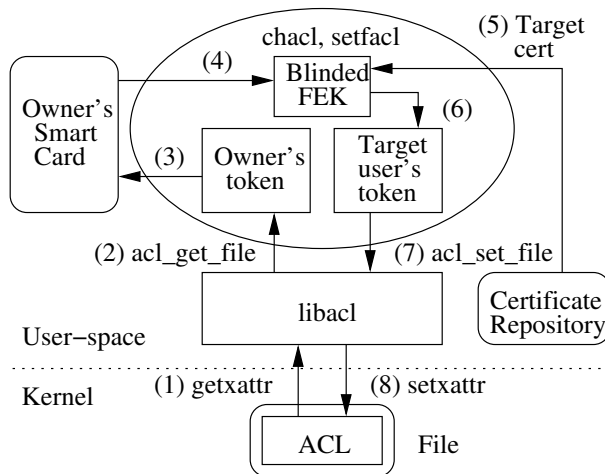 (5) Target
cert
chacl, setfacl
(4)
Blinded
FEK
Owner's
Smart
Card
(6)
(3)
Owner's
token
Target
user's
token
(2) acl_get_file
(7) acl_set_file
libacl
Certificate
Repository
User−space
Kernel
(1) getxattr
(8) setxattr
ACL
File